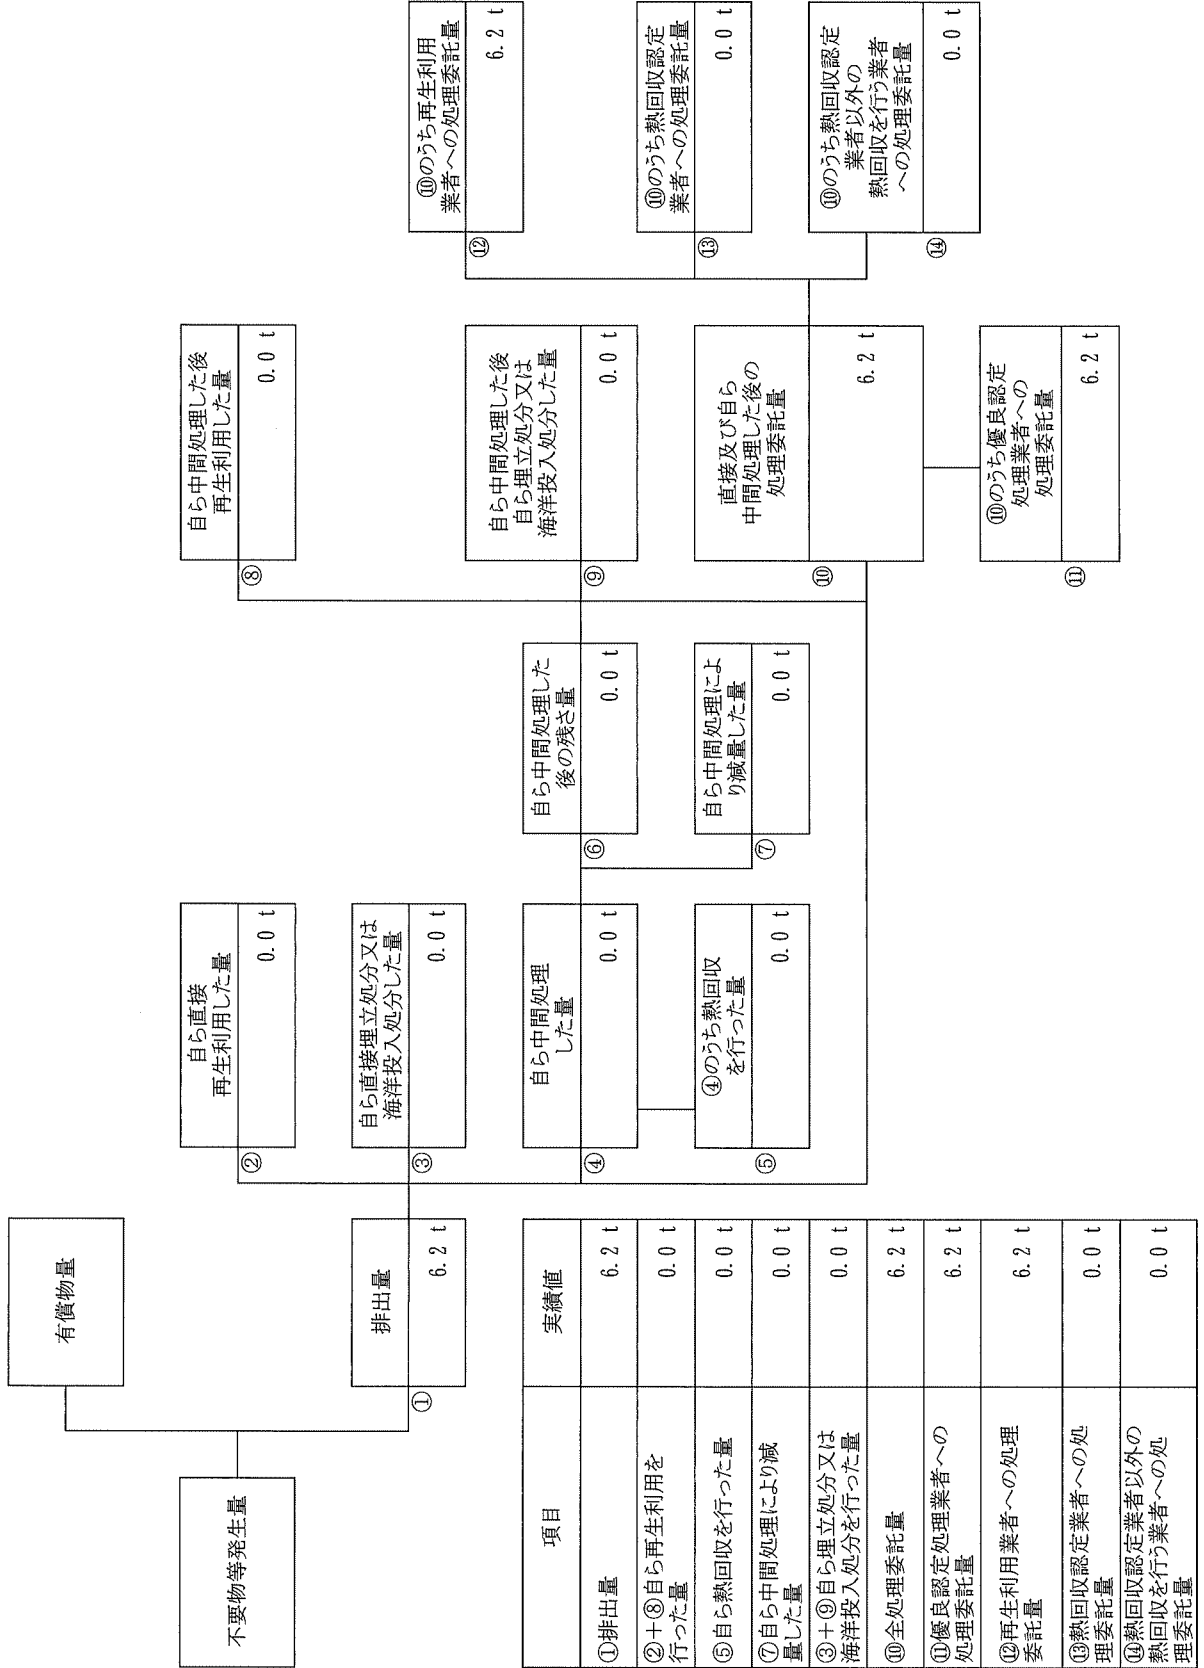 不要物等発生量
有償物量
排出量
① 6.2 t
自ら直接
再生利用した量
② 0.0 t
自ら直接埋立処分又は
海洋投入処分した量
③ 0.0 t
自ら中間処理
した量
④ 0.0 t
④のうち熱回収
を行った量
⑤ 0.0 t
自ら中間処理した
後の残さ量
⑥ 0.0 t
自ら中間処理によ
り減量した量
⑦ 0.0 t
自ら中間処理した後
再生利用した量
⑧ 0.0 t
自ら中間処理した後
自ら埋立処分又は
海洋投入処分した量
⑨ 0.0 t
直接及び自ら
中間処理した後の
処理委託量
⑩ 6.2 t
⑩のうち優良認定
処理業者への
処理委託量
⑪ 6.2 t
⑩のうち再生利用
業者への処理委託量
⑫ 6.2 t
⑩のうち熱回収認定
業者への処理委託量
⑬ 0.0 t
⑩のうち熱回収認定
業者以外の
熱回収を行う業者
への処理委託量
⑭ 0.0 t
項目 実績値
①排出量 6.2 t
②+⑧自ら再生利用を
行った量 0.0 t
⑤自ら熱回収を行った量 0.0 t
⑦自ら中間処理により減
量した量 0.0 t
③+⑨自ら埋立処分又は
海洋投入処分を行った量 0.0 t
⑩全処理委託量 6.2 t
⑪優良認定処理業者への
処理委託量 6.2 t
⑫再生利用業者への処理
委託量 6.2 t
⑬熱回収認定業者への処
理委託量 0.0 t
⑭熱回収認定業者以外の
熱回収を行う業者への処
理委託量 0.0 t